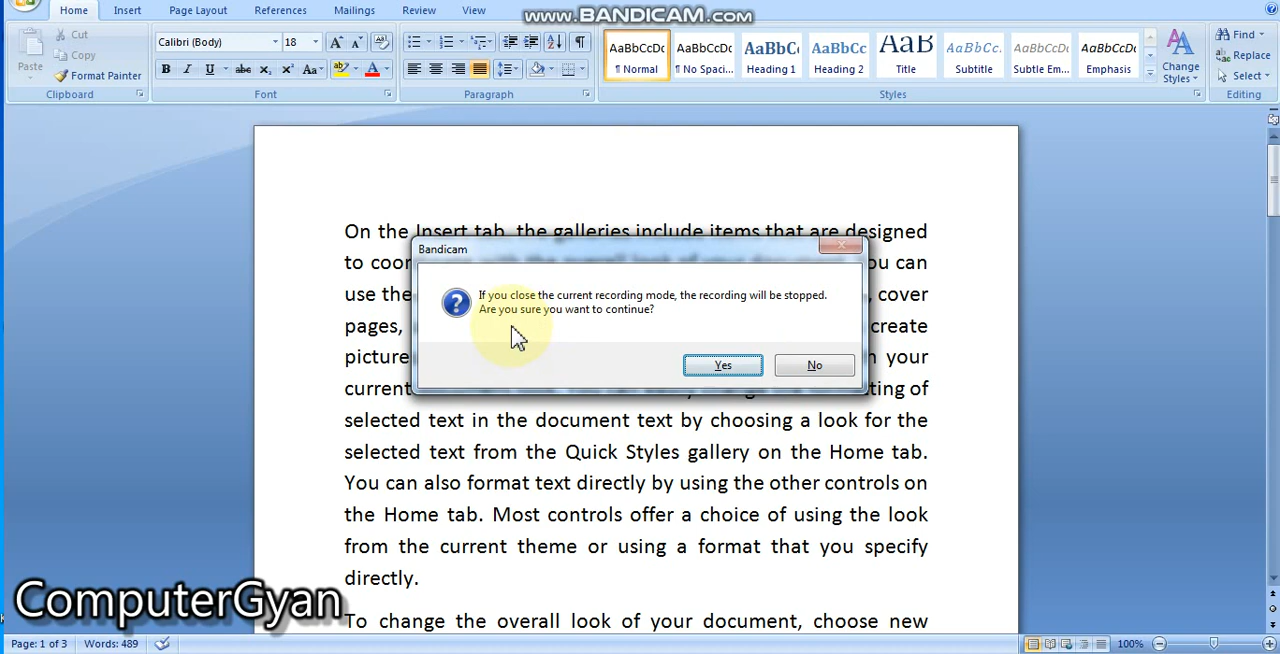 Home Insert Page Layout References Mailings Review View
www.BANDICAM.com
Cut
Copy
Paste
Format Painter
Clipboard
Calibri (Body) 18
Font
Paragraph
AaBbCcDc AaBbCcDc AaBbC AaBbCc AaB AaBbCc. AaBbCcDc AaBbCcDc
¶ Normal ¶ No Spaci... Heading 1 Heading 2 Title Subtitle Subtle Em... Emphasis
Change
Styles
Styles
Find
Replace
Select
Editing
On the Insert tab, the galleries include items that are designed
to ou can
use the , cover
pages, create
picture your
current
selected text in the document text by choosing a look for the
selected text from the Quick Styles gallery on the Home tab.
You can also format text directly by using the other controls on
the Home tab. Most controls offer a choice of using the look
from the current theme or using a format that you specify
directly.
To change the overall look of your document, choose new
Bandicam
If you close the current recording mode, the recording will be stopped.
Are you sure you want to continue?
Yes No
ComputerGyan
Page: 1 of 3 Words: 489
100%